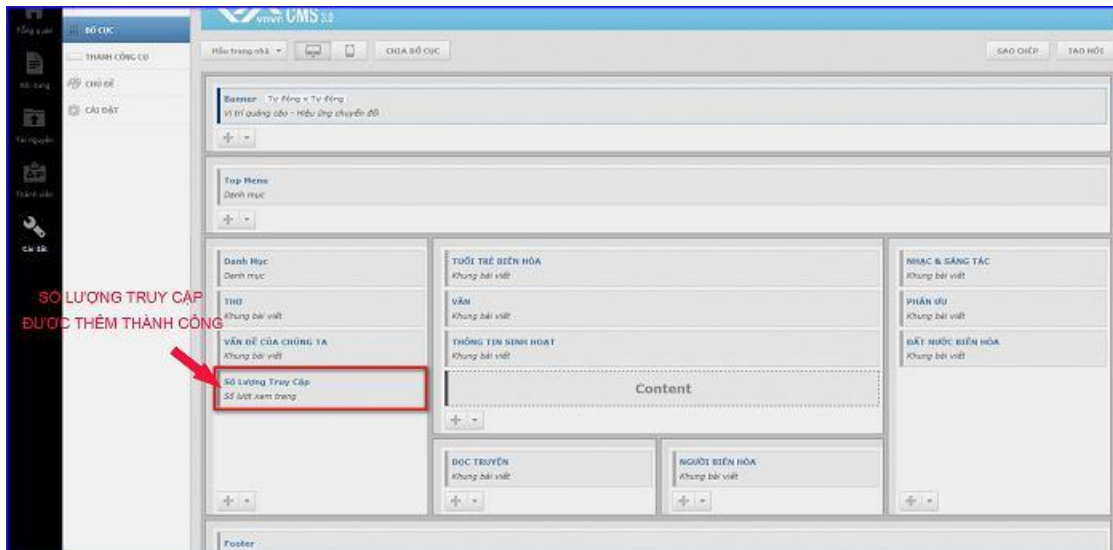 vnvn CMS 3.0
Tổng quan
BỐ CỤC
THANH CÔNG CỤ
CHỦ ĐỀ
CÀI ĐẶT
Nội dung
Tài nguyên
Thành viên
Cài đặt
Mẫu trang nhà
CHIA BỐ CỤC
SAO CHÉP
TẠO MỚI
Banner Tự động x Tự động
Vị trí quảng cáo - Hiệu ứng chuyển đổi
Top Menu
Danh mục
Danh Mục
Danh mục
THƠ
Khung bài viết
VẤN ĐỀ CỦA CHÚNG TA
Khung bài viết
Số Lượng Truy Cập
Số lượt xem trang
SỐ LƯỢNG TRUY CẬP
ĐƯỢC THÊM THÀNH CÔNG
TUỔI TRẺ BIÊN HÒA
Khung bài viết
VĂN
Khung bài viết
THÔNG TIN SINH HOẠT
Khung bài viết
Content
ĐỌC TRUYỆN
Khung bài viết
NGƯỜI BIÊN HÒA
Khung bài viết
NHẠC & SÁNG TÁC
Khung bài viết
PHÂN ƯU
Khung bài viết
ĐẤT NƯỚC BIÊN HÒA
Khung bài viết
Footer